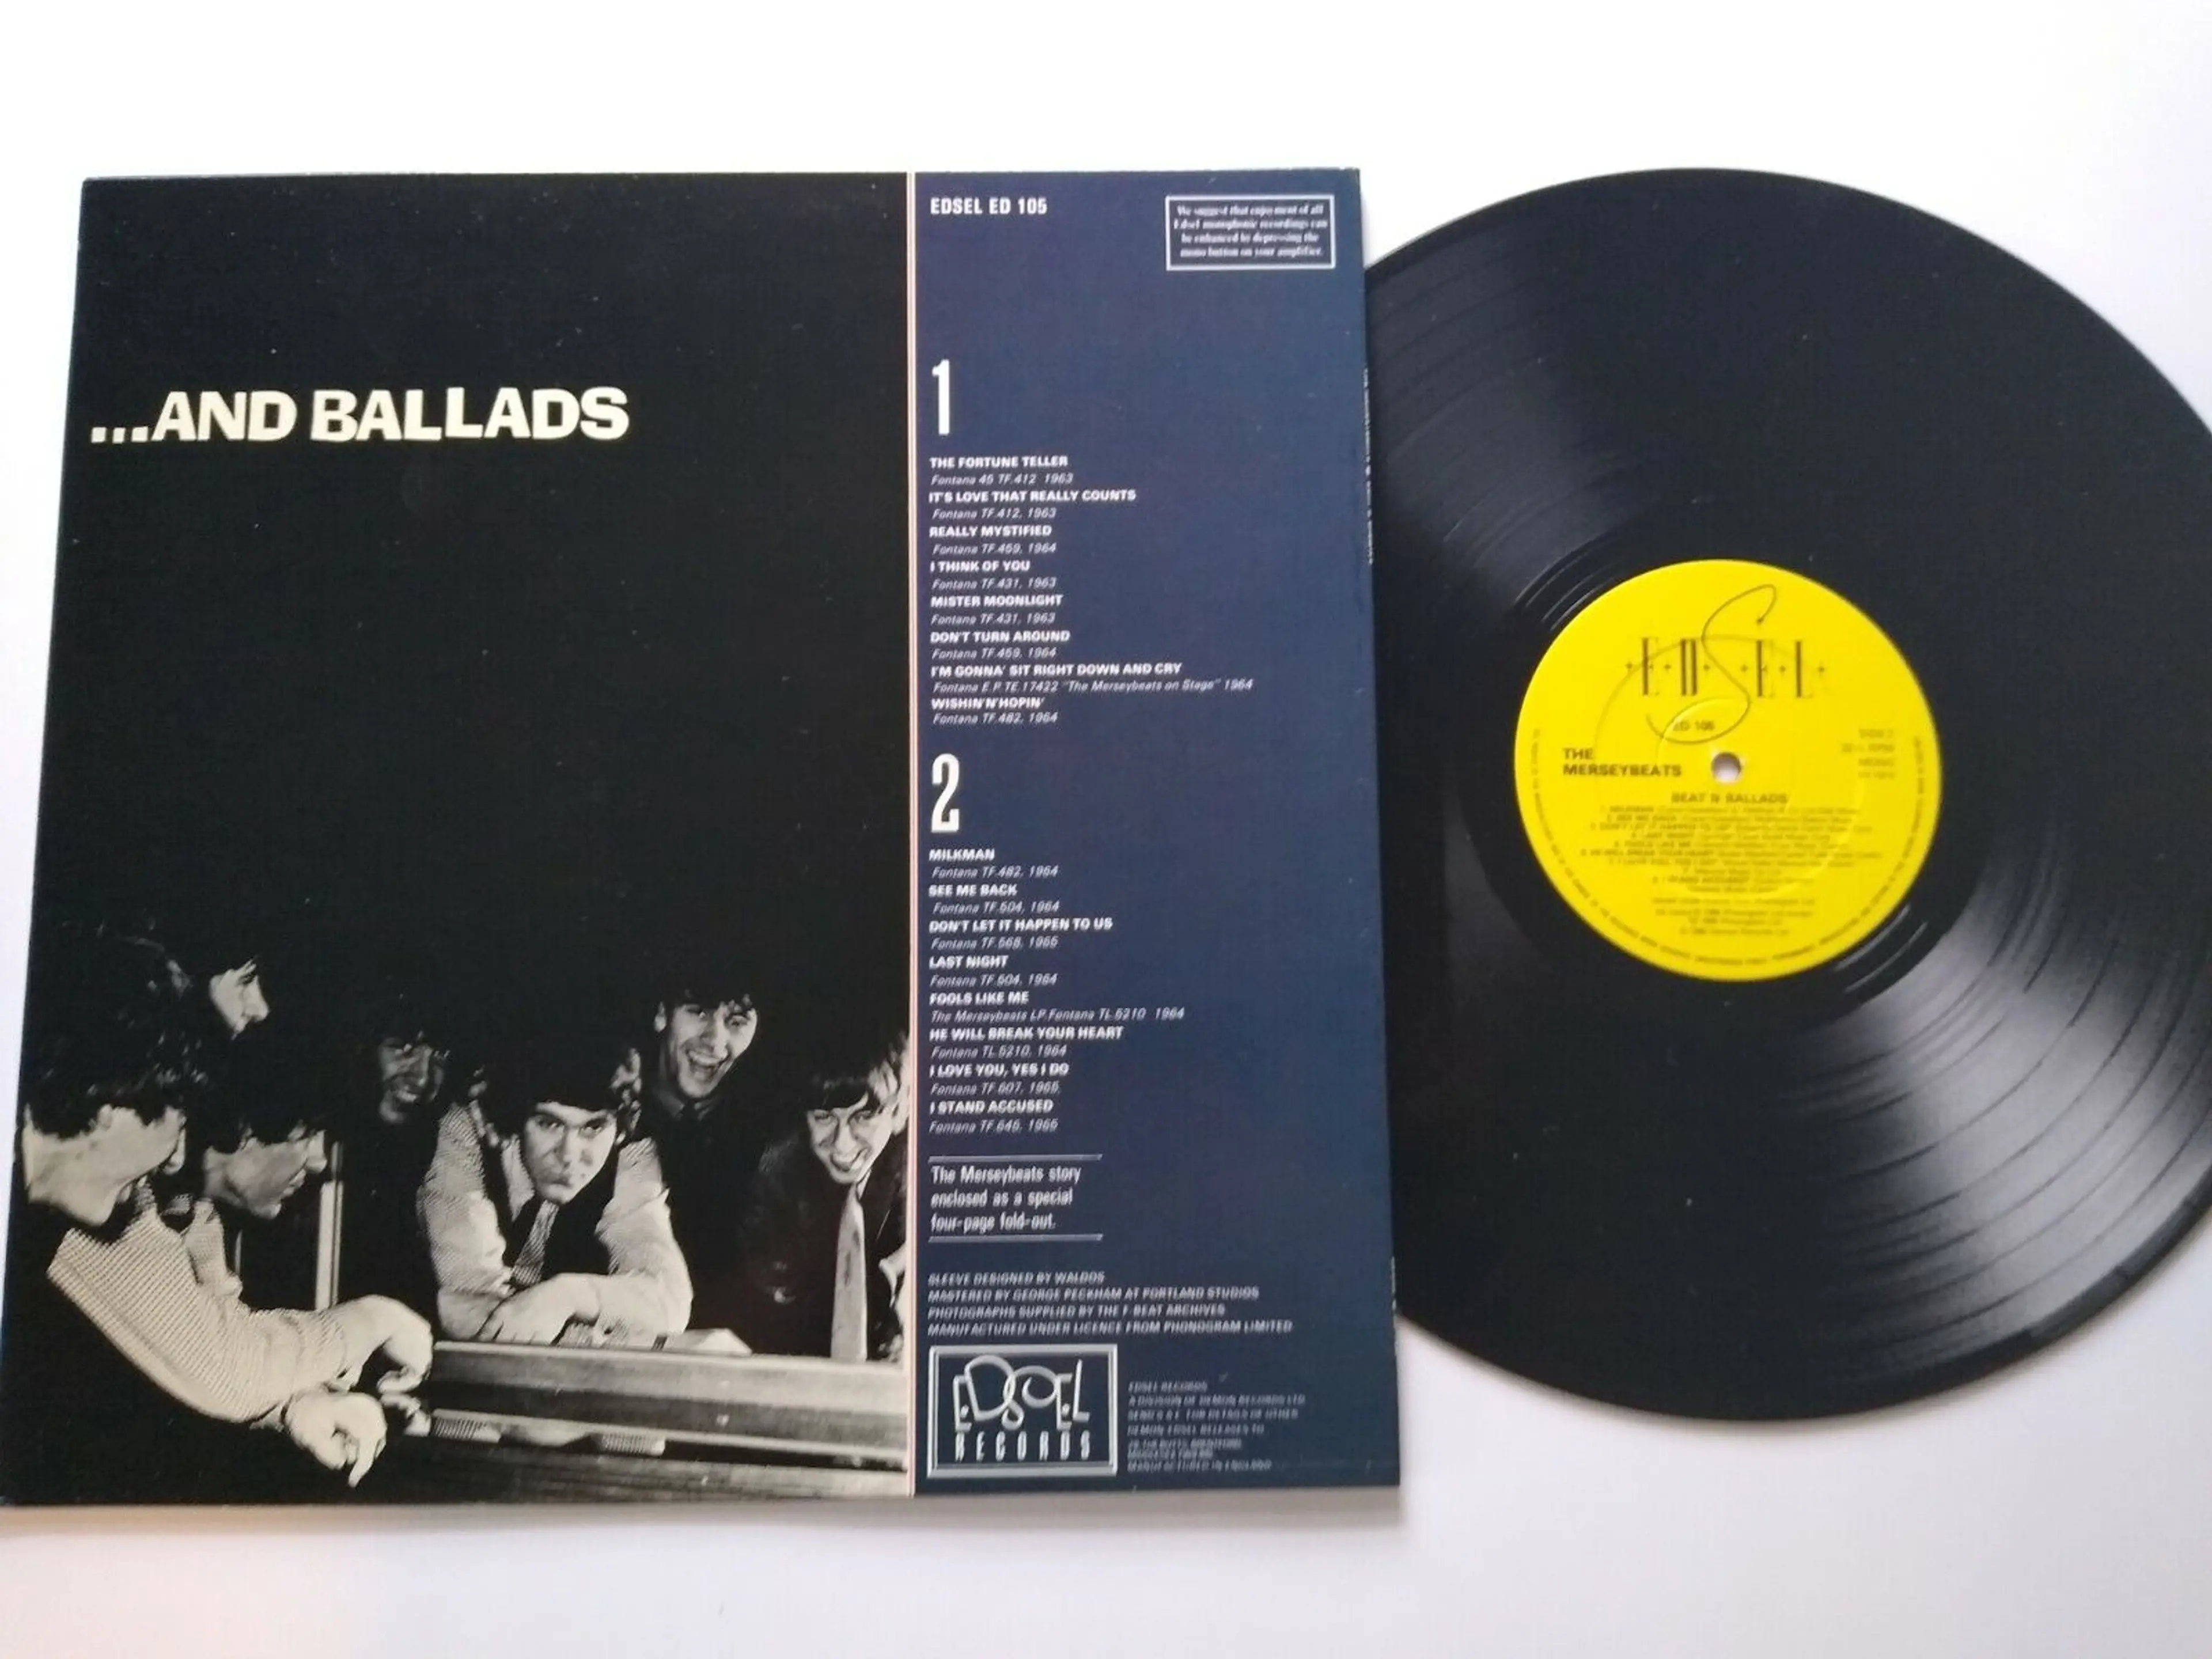 ...AND BALLADS
EDSEL ED 105
We suggest that enjoyment of all
Edsel monophonic recordings can
be enhanced by depressing the
mono button on your amplifier.
1
THE FORTUNE TELLER
Fontana 45 TF.412 1963
IT'S LOVE THAT REALLY COUNTS
Fontana TF.412, 1963
REALLY MYSTIFIED
Fontana TF.459, 1964
I THINK OF YOU
Fontana TF.431, 1963
MISTER MOONLIGHT
Fontana TF.431, 1963
DON'T TURN AROUND
Fontana TF.459, 1964
I'M GONNA' SIT RIGHT DOWN AND CRY
Fontana E.P. TE.17422 "The Merseybeats on Stage" 1964
WISHIN'N'HOPIN'
Fontana TF.482, 1964
2
MILKMAN
Fontana TF.482, 1964
SEE ME BACK
Fontana TF.504, 1964
DON'T LET IT HAPPEN TO US
Fontana TF.568, 1965
LAST NIGHT
Fontana TF.504, 1964
FOOLS LIKE ME
The Merseybeats LP.Fontana TL.5210 1964
HE WILL BREAK YOUR HEART
Fontana TL.5210, 1964
I LOVE YOU, YES I DO
Fontana TF.607, 1965,
I STAND ACCUSED
Fontana TF.645, 1965
The Merseybeats story
enclosed as a special
four-page fold-out.
SLEEVE DESIGNED BY WALDOS
MASTERED BY GEORGE PECKHAM AT PORTLAND STUDIOS
PHOTOGRAPHS SUPPLIED BY THE F-BEAT ARCHIVES
MANUFACTURED UNDER LICENCE FROM PHONOGRAM LIMITED
EDSEL
RECORDS
EDSEL RECORDS
A DIVISION OF DEMON RECORDS LTD
MANUFACTURED IN ENGLAND
EDSEL
ED 105
THE
MERSEYBEATS
SIDE 2
BEAT N BALLADS